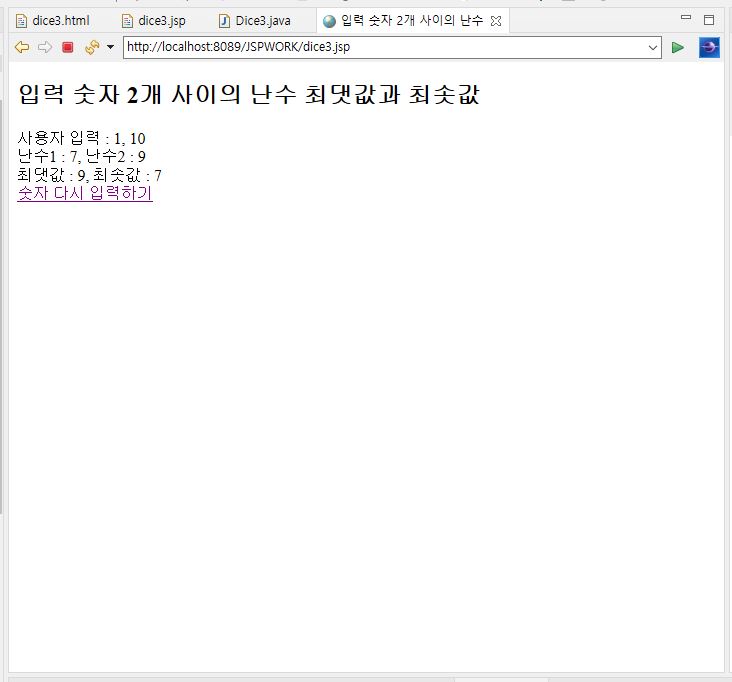 dice3.html dice3.jsp Dice3.java 입력 숫자 2개 사이의 난수
http://localhost:8089/JSPWORK/dice3.jsp
입력 숫자 2개 사이의 난수 최댓값과 최솟값
사용자 입력 : 1, 10
난수1 : 7, 난수2 : 9
최댓값 : 9, 최솟값 : 7
숫자 다시 입력하기